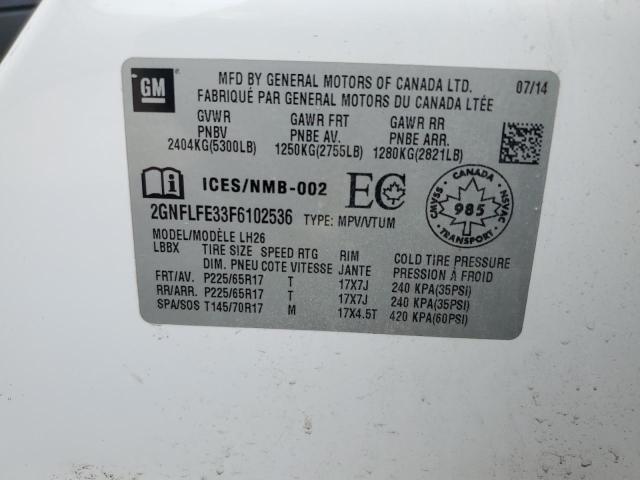 GM
MFD BY GENERAL MOTORS OF CANADA LTD. 07/14
FABRIQUÉ PAR GENERAL MOTORS DU CANADA LTÉE
GVWR GAWR FRT GAWR RR
PNBV PNBE AV. PNBE ARR.
2404KG(5300LB) 1250KG(2755LB) 1280KG(2821LB)
ICES/NMB-002 EC CANADA CMVSS NSVAC 985 TRANSPORT
2GNFLFE33F6102536 TYPE: MPV/VTUM
MODEL/MODÈLE LH26
LBBX TIRE SIZE SPEED RTG RIM COLD TIRE PRESSURE
DIM. PNEU COTE VITESSE JANTE PRESSION À FROID
FRT/AV. P225/65R17 T 17X7J 240 KPA(35PSI)
RR/ARR. P225/65R17 T 17X7J 240 KPA(35PSI)
SPA/SOS T145/70R17 M 17X4.5T 420 KPA(60PSI)